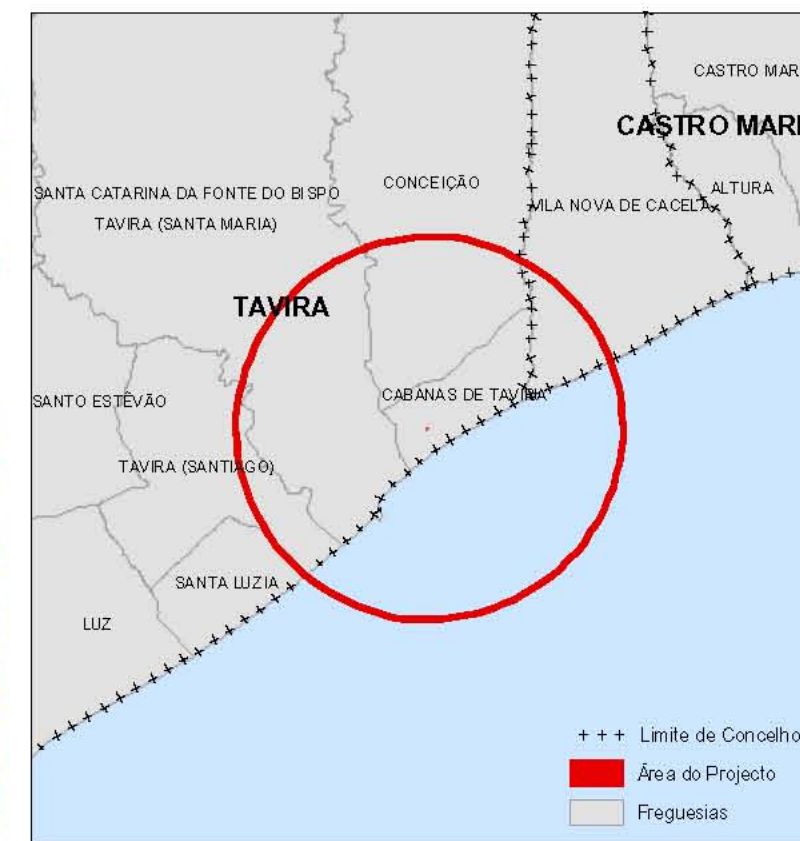 CASTRO MAR
CASTRO MARI
CONCEIÇÃO
ALTURA
SANTA CATARINA DA FONTE DO BISPO
VILA NOVA DE CACELA
TAVIRA (SANTA MARIA)
TAVIRA
CABANAS DE TAVIRA
SANTO ESTÊVÃO
TAVIRA (SANTIAGO)
SANTA LUZIA
LUZ
+ + + Limite de Concelho
Área do Projecto
Freguesias